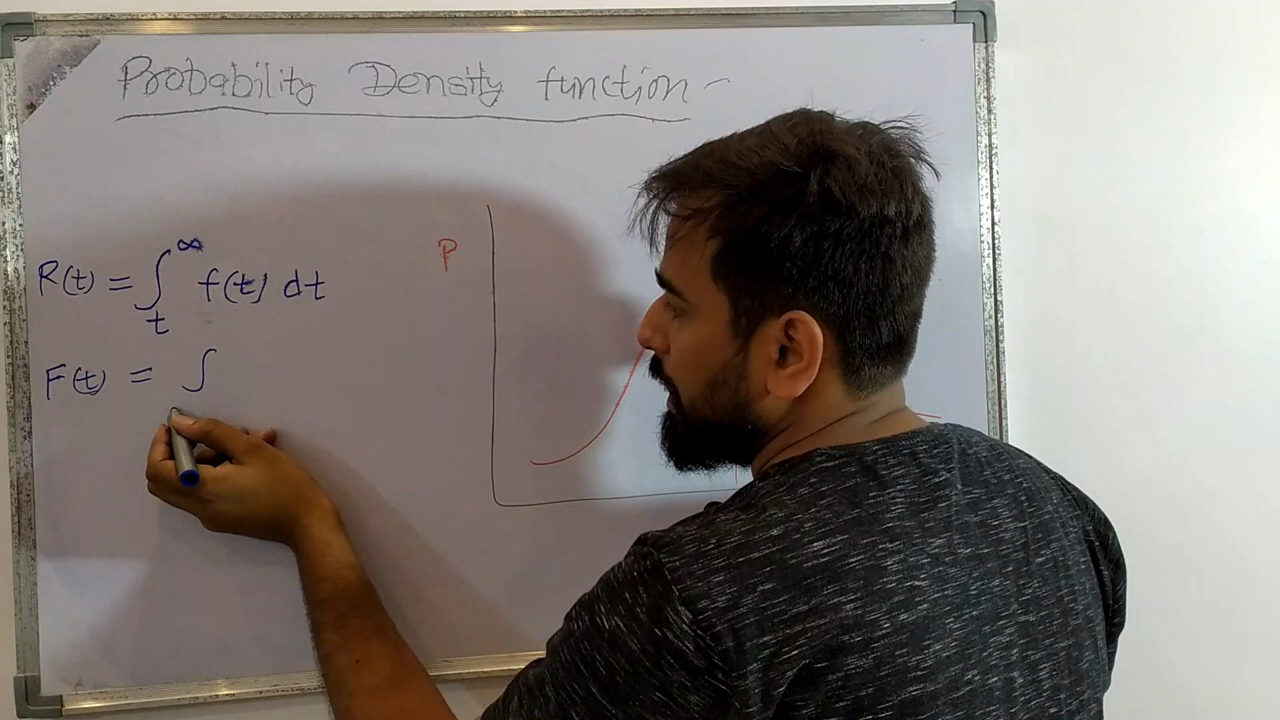 Probability Density function -
R(t) = ∫ₜ^∞ f(t) dt
F(t) = ∫
P